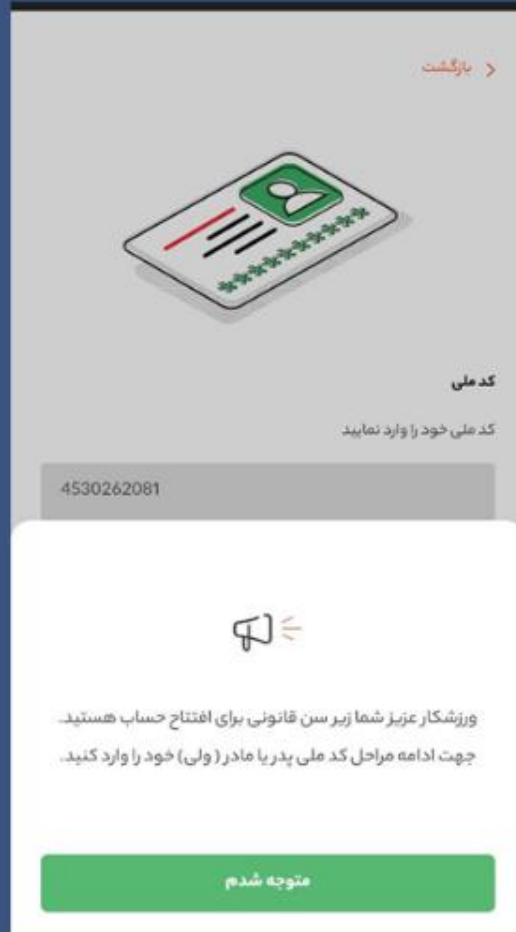 بازگشت
کد ملی
کد ملی خود را وارد نمایید
4530262081
ورزشکار عزیز شما زیر سن قانونی برای افتتاح حساب هستید.
جهت ادامه مراحل کد ملی پدر یا مادر ( ولی) خود را وارد کنید.
متوجه شدم